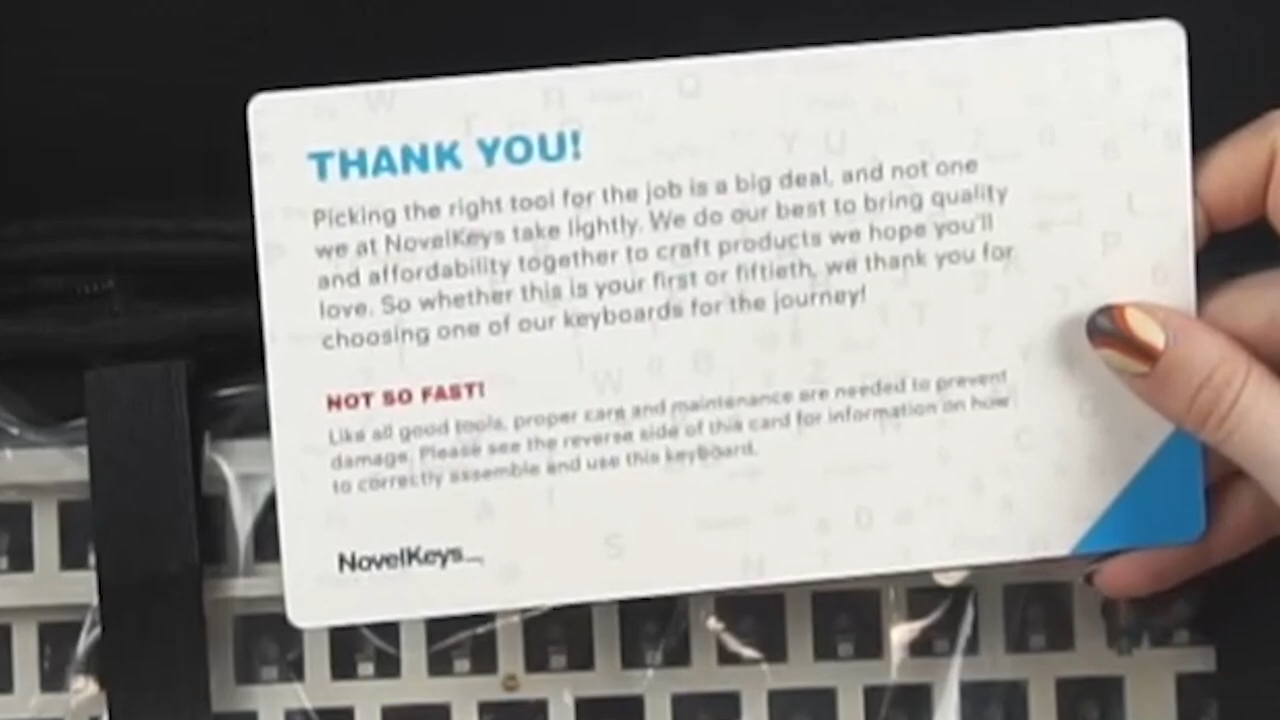 THANK YOU!
Picking the right tool for the job is a big deal, and not one
we at NovelKeys take lightly. We do our best to bring quality
and affordability together to craft products we hope you'll
love. So whether this is your first or fiftieth, we thank you for
choosing one of our keyboards for the journey!
NOT SO FAST!
Like all good tools, proper care and maintenance are needed to prevent
damage. Please see the reverse side of this card for information on how
to correctly assemble and use this keyboard.
NovelKeys_